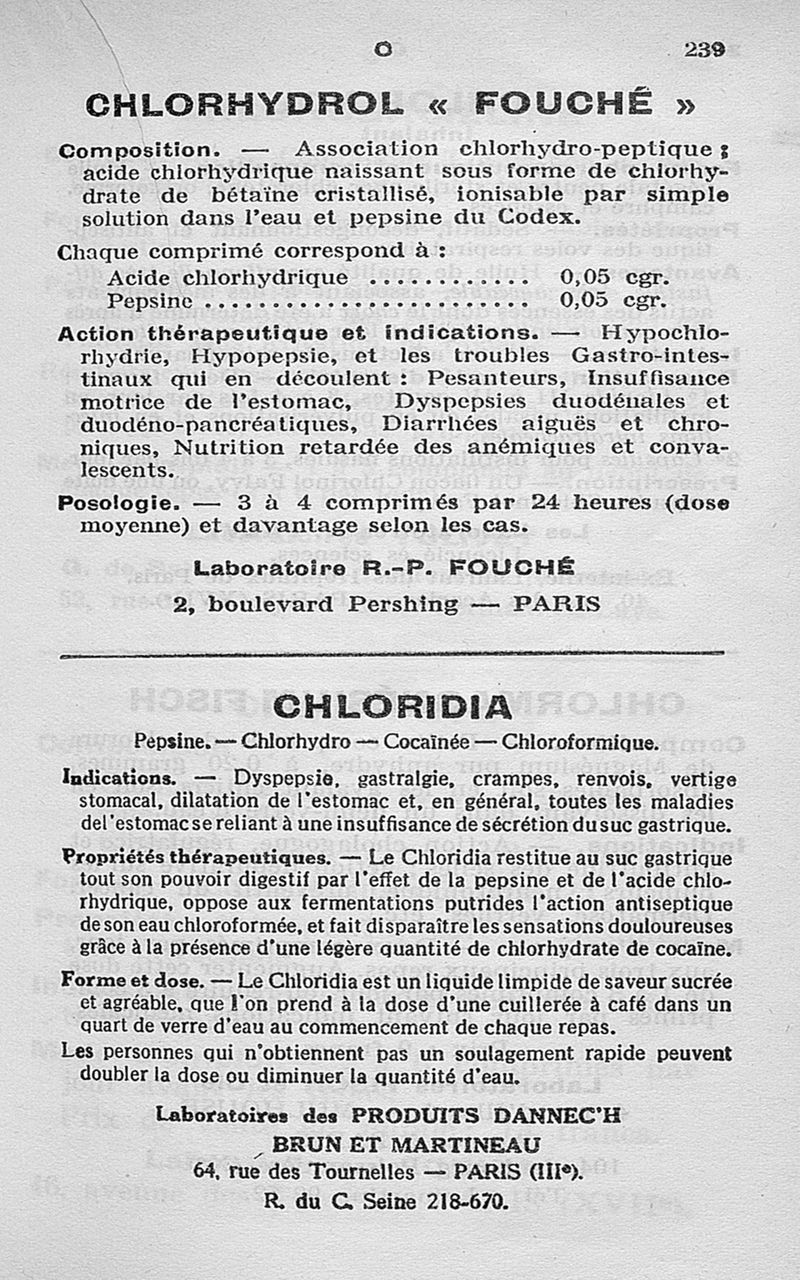 C 239
CHLORHYDROL « FOUCHÉ »
Composition. — Association chlorhydro-peptique ;
acide chlorhydrique naissant sous forme de chlorhy-
drate de bétaïne cristallisé, ionisable par simple
solution dans l'eau et pepsine du Codex.
Chaque comprimé correspond à :
Acide chlorhydrique ............ 0,05 cgr.
Pepsine ........................ 0,05 cgr.
Action thérapeutique et indications. — Hypochlo-
rhydrie, Hypopepsie, et les troubles Gastro-intes-
tinaux qui en découlent : Pesanteurs, Insuffisance
motrice de l'estomac, Dyspepsies duodénales et
duodéno-pancréatiques, Diarrhées aiguës et chro-
niques, Nutrition retardée des anémiques et conva-
lescents.
Posologie. — 3 à 4 comprimés par 24 heures (dose
moyenne) et davantage selon les cas.
Laboratoire R.-P. FOUCHÉ
2, boulevard Pershing — PARIS
CHLORIDIA
Pepsine. — Chlorhydro — Cocaïnée — Chloroformique.
Indications. — Dyspepsie, gastralgie, crampes, renvois, vertige
stomacal, dilatation de l'estomac et, en général, toutes les maladies
de l'estomac se reliant à une insuffisance de sécrétion du suc gastrique.
Propriétés thérapeutiques. — Le Chloridia restitue au suc gastrique
tout son pouvoir digestif par l'effet de la pepsine et de l'acide chlo-
rhydrique, oppose aux fermentations putrides l'action antiseptique
de son eau chloroformée, et fait disparaître les sensations douloureuses
grâce à la présence d'une légère quantité de chlorhydrate de cocaïne.
Forme et dose. — Le Chloridia est un liquide limpide de saveur sucrée
et agréable, que l'on prend à la dose d'une cuillerée à café dans un
quart de verre d'eau au commencement de chaque repas.
Les personnes qui n'obtiennent pas un soulagement rapide peuvent
doubler la dose ou diminuer la quantité d'eau.
Laboratoires des PRODUITS DANNEC'H
BRUN ET MARTINEAU
64, rue des Tournelles — PARIS (IIIe).
R. du C. Seine 218-670.